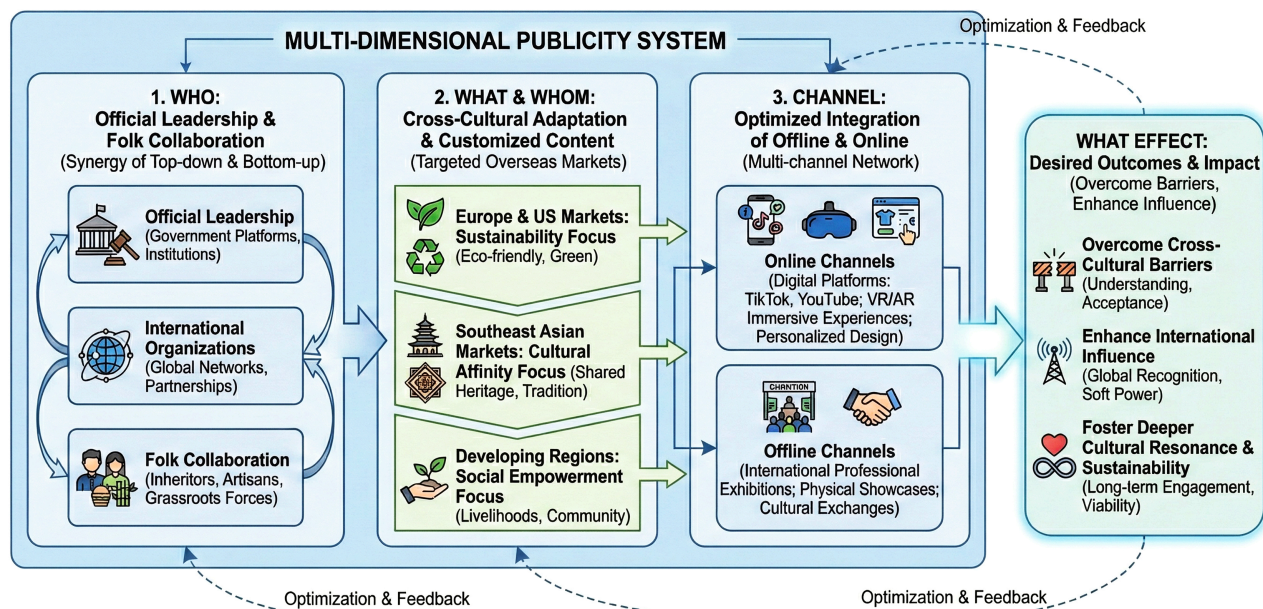 Optimization & Feedback
MULTI-DIMENSIONAL PUBLICITY SYSTEM
1. WHO:
Official Leadership &
Folk Collaboration
(Synergy of Top-down & Bottom-up)
Official Leadership
(Government Platforms,
Institutions)
International
Organizations
(Global Networks,
Partnerships)
Folk Collaboration
(Inheritors, Artisans,
Grassroots Forces)
2. WHAT & WHOM:
Cross-Cultural Adaptation
& Customized Content
(Targeted Overseas Markets)
Europe & US Markets:
Sustainability Focus
(Eco-friendly, Green)
Southeast Asian
Markets: Cultural
Affinity Focus (Shared
Heritage, Tradition)
Developing Regions:
Social Empowerment
Focus
(Livelihoods, Community)
3. CHANNEL:
Optimized Integration
of Offline & Online
(Multi-channel Network)
Online Channels
(Digital Platforms:
TikTok, YouTube; VR/AR
Immersive Experiences;
Personalized Design)
CHANTION
Offline Channels
(International Professional
Exhibitions; Physical Showcases;
Cultural Exchanges)
WHAT EFFECT:
Desired Outcomes & Impact
(Overcome Barriers,
Enhance Influence)
Overcome Cross-
Cultural Barriers
(Understanding,
Acceptance)
Enhance International
Influence
(Global Recognition,
Soft Power)
Foster Deeper
Cultural Resonance &
Sustainability
(Long-term Engagement,
Viability)
Optimization & Feedback
Optimization & Feedback